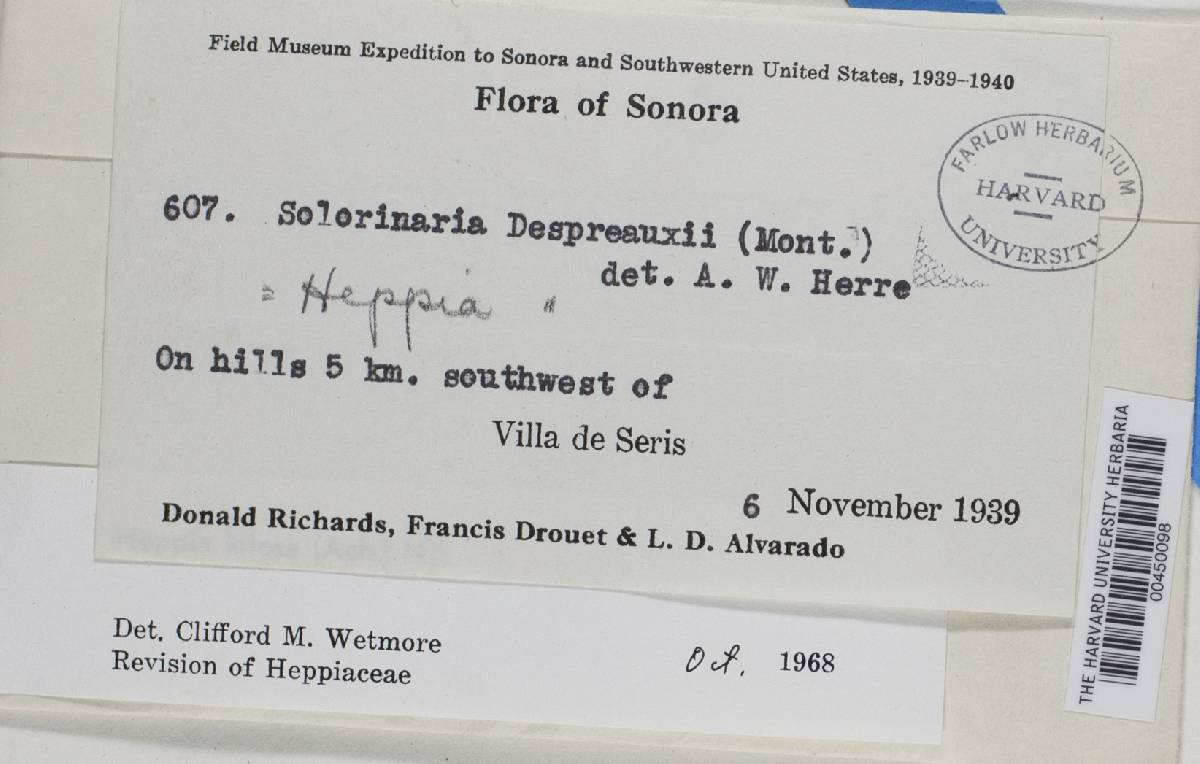 Field Museum Expedition to Sonora and Southwestern United States, 1939–1940
Flora of Sonora
FARLOW HERBARIUM
HARVARD
UNIVERSITY
607. Solorinaria Despreauxii (Mont.)
det. A. W. Herre
= Heppia "
On hills 5 km. southwest of
Villa de Seris
6 November 1939
Donald Richards, Francis Drouet & L. D. Alvarado
Det. Clifford M. Wetmore
Revision of Heppiaceae
Oct. 1968
THE HARVARD UNIVERSITY HERBARIA
00450098